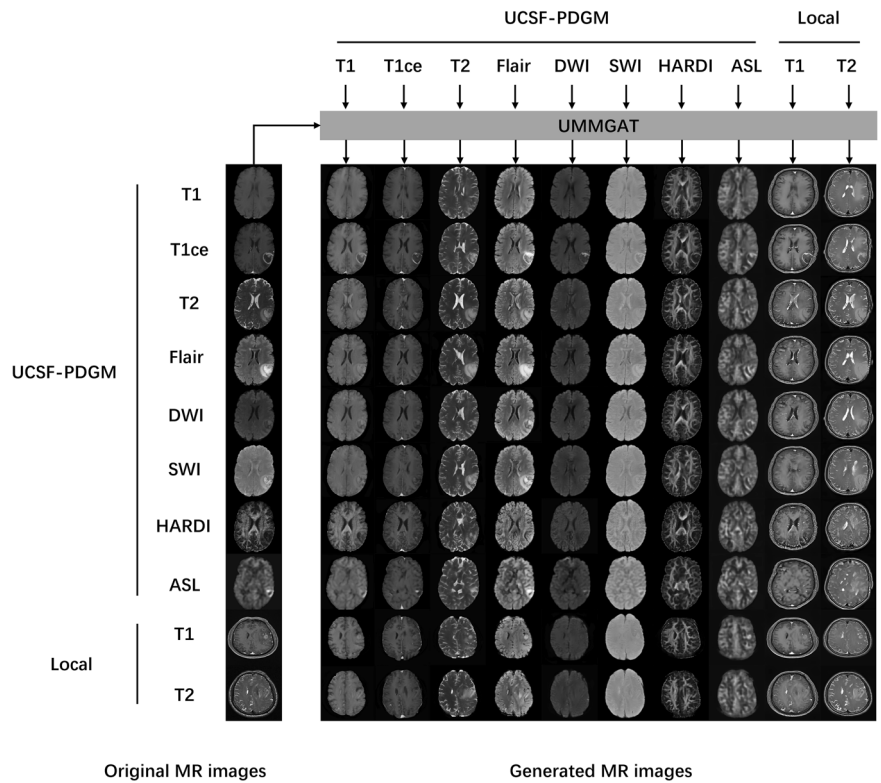 UCSF-PDGM Local
T1 T1ce T2 Flair DWI SWI HARDI ASL T1 T2
UMMGAT
T1
T1ce
T2
Flair
UCSF-PDGM
DWI
SWI
HARDI
ASL
T1
Local
T2
Original MR images Generated MR images